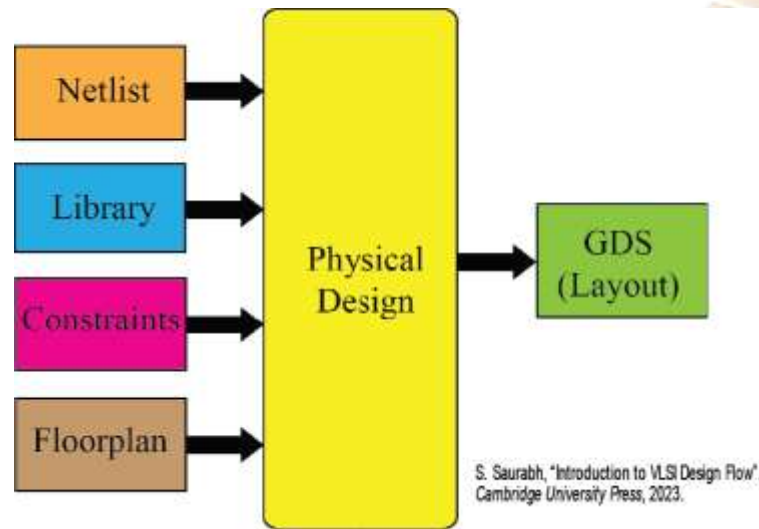 Netlist
Library
Constraints
Floorplan
Physical
Design
GDS
(Layout)
S. Saurabh, "Introduction to VLSI Design Flow"
Cambridge University Press, 2023.